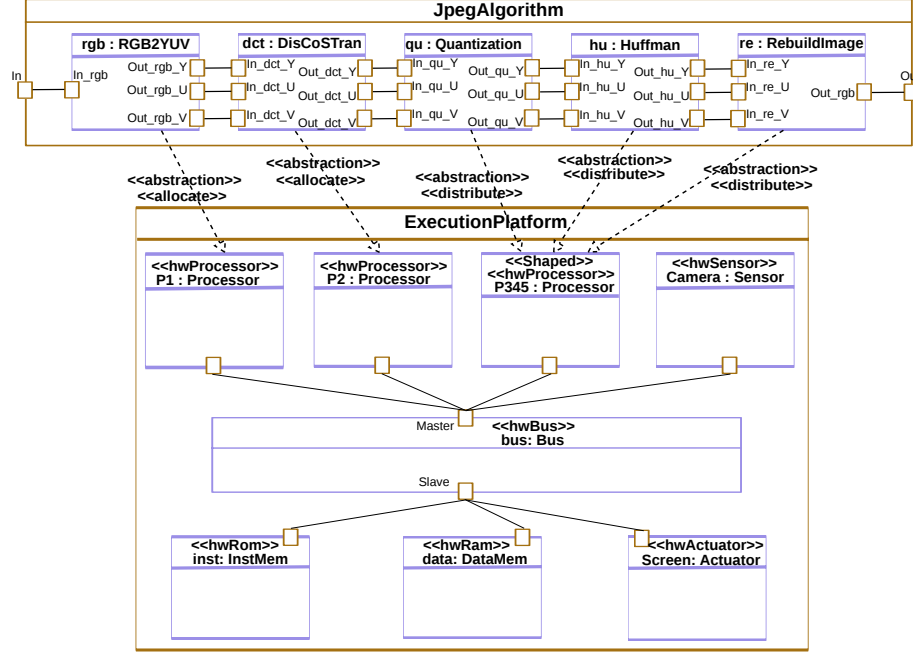 JpegAlgorithm
rgb : RGB2YUV
dct : DisCoSTran
qu : Quantization
hu : Huffman
re : RebuildImage
In
In_rgb
Out_rgb_Y
Out_rgb_U
Out_rgb_V
In_dct_Y
In_dct_U
In_dct_V
Out_dct_Y
Out_dct_U
Out_dct_V
In_qu_Y
In_qu_U
In_qu_V
Out_qu_Y
Out_qu_U
Out_qu_V
In_hu_Y
In_hu_U
In_hu_V
Out_hu_Y
Out_hu_U
Out_hu_V
In_re_Y
In_re_U
In_re_V
Out_rgb
<<abstraction>>
<<allocate>>
<<abstraction>>
<<allocate>>
<<abstraction>>
<<distribute>>
<<abstraction>>
<<distribute>>
<<abstraction>>
<<distribute>>
ExecutionPlatform
<<hwProcessor>>
P1 : Processor
<<hwProcessor>>
P2 : Processor
<<Shaped>>
<<hwProcessor>>
P345 : Processor
<<hwSensor>>
Camera : Sensor
Master
<<hwBus>>
bus: Bus
Slave
<<hwRom>>
inst: InstMem
<<hwRam>>
data: DataMem
<<hwActuator>>
Screen: Actuator